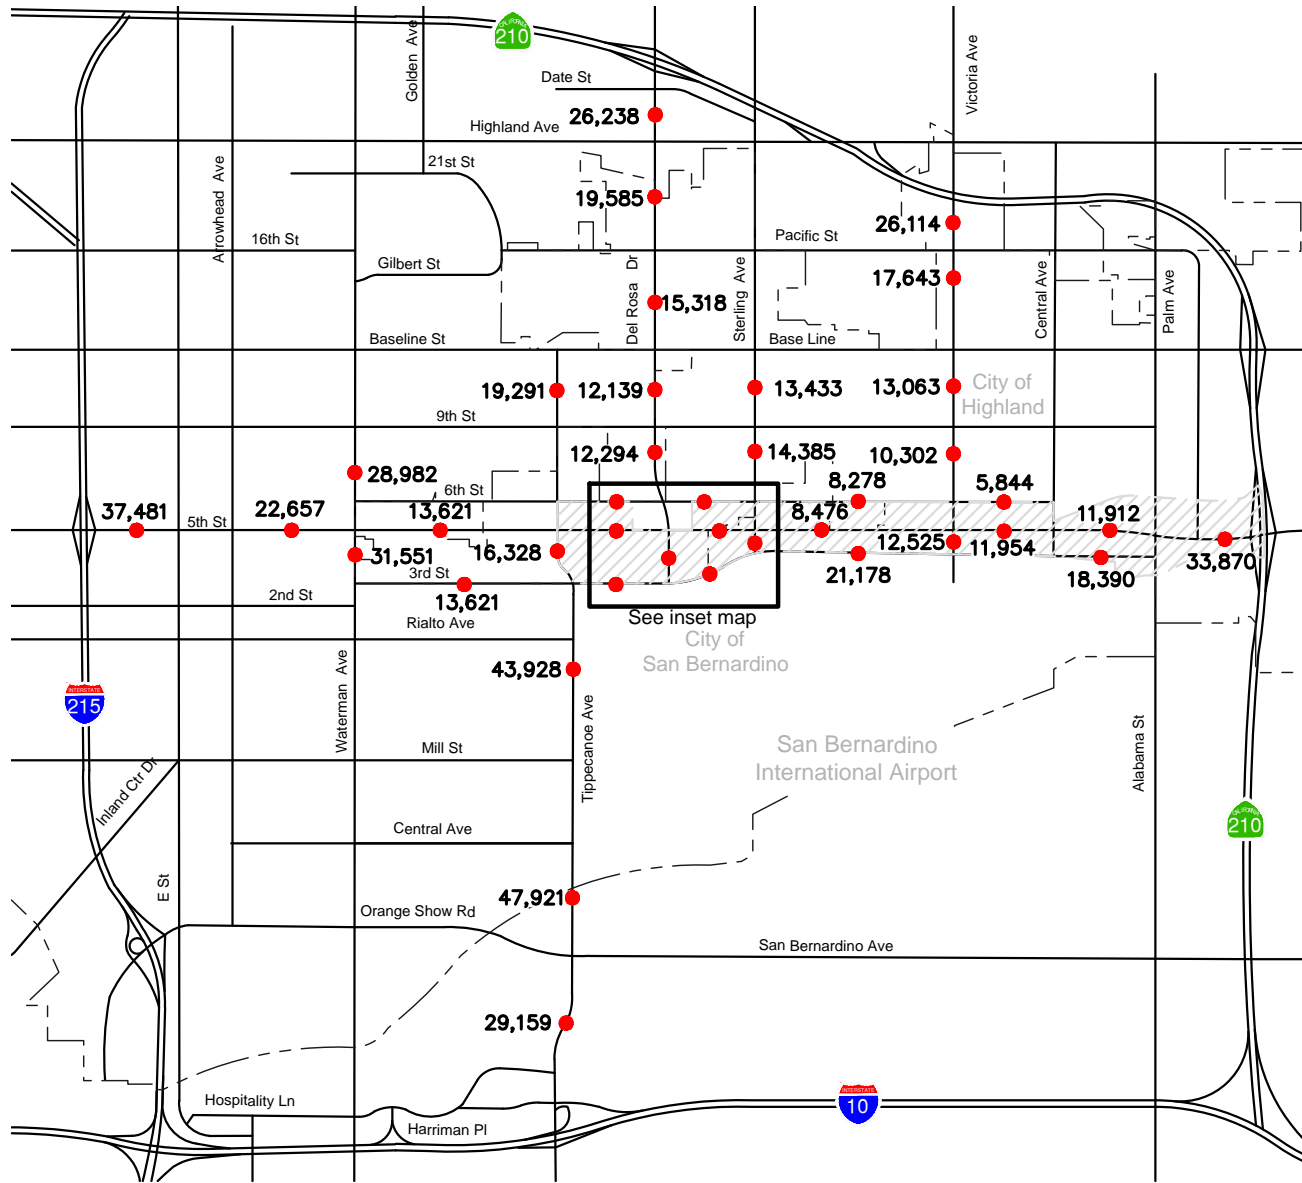 CALIFORNIA
210
Golden Ave
Victoria Ave
Date St
26,238
Highland Ave
21st St
Arrowhead Ave
19,585
26,114
16th St
Pacific St
Gilbert St
Del Rosa Dr
Sterling Ave
17,643
Central Ave
Palm Ave
15,318
Baseline St
Base Line
19,291
12,139
13,433
13,063
City of
Highland
9th St
12,294
14,385
10,302
28,982
6th St
8,278
5,844
37,481
22,657
13,621
5th St
8,476
11,912
16,328
12,525
11,954
33,870
31,551
3rd St
21,178
18,390
2nd St
13,621
Rialto Ave
See inset map
City of
San Bernardino
43,928
Waterman Ave
INTERSTATE
215
Tippecanoe Ave
Mill St
San Bernardino
International Airport
Alabama St
Inland Ctr Dr
CALIFORNIA
210
Central Ave
E St
47,921
Orange Show Rd
San Bernardino Ave
29,159
Hospitality Ln
INTERSTATE
10
Harriman Pl